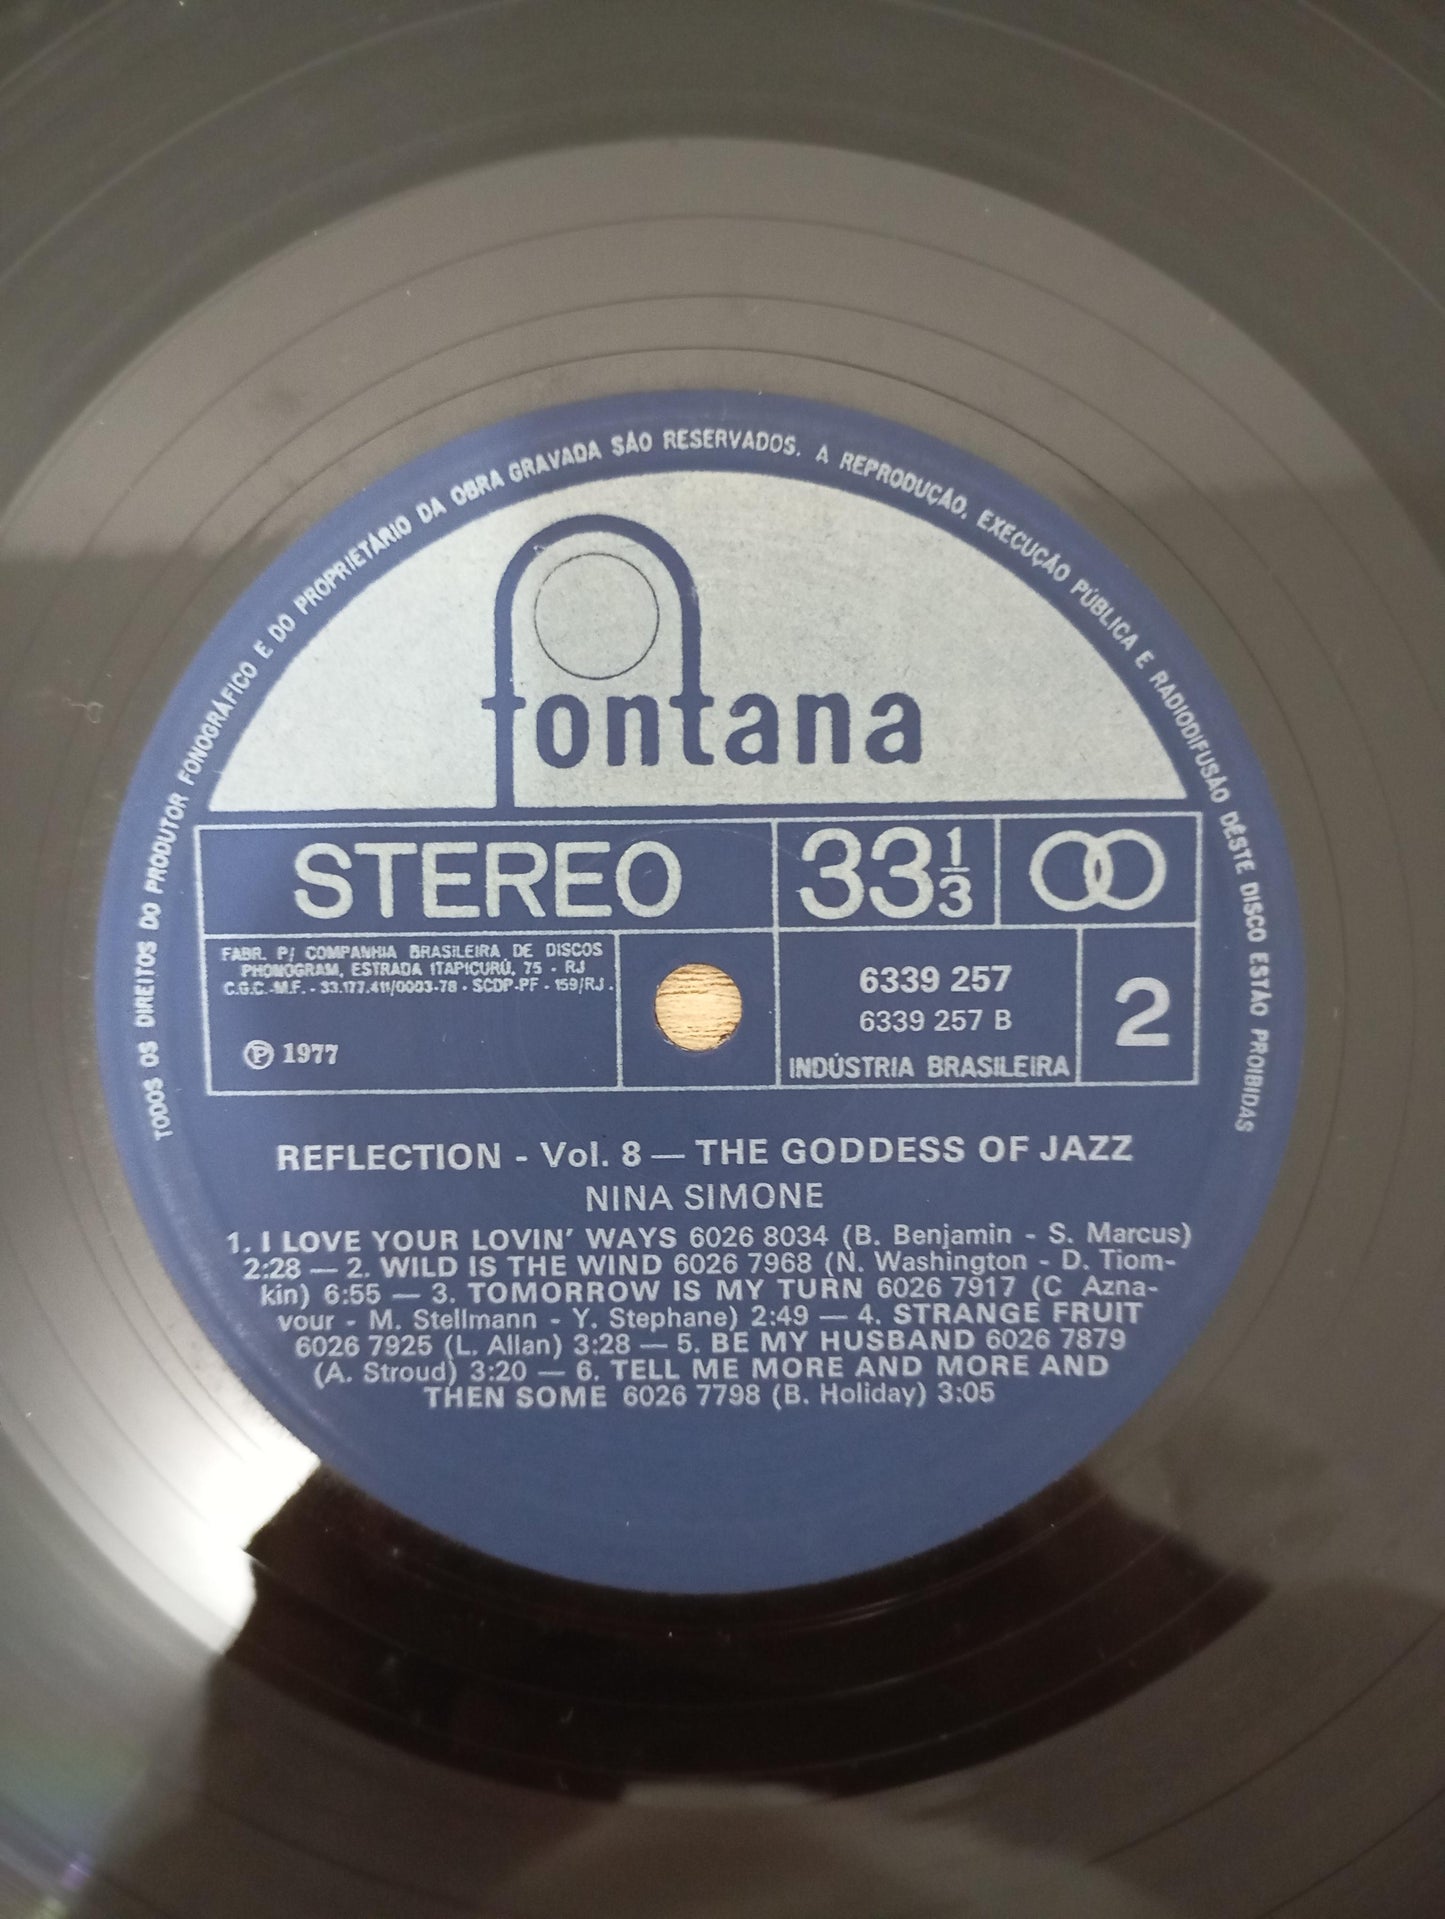 TODOS OS DIREITOS DO PRODUTOR FONOGRÁFICO E DO PROPRIETÁRIO DA OBRA GRAVADA SÃO RESERVADOS. A REPRODUÇÃO, EXECUÇÃO PÚBLICA E RADIODIFUSÃO DÊSTE DISCO ESTÃO PROIBIDAS
fontana
STEREO
33 1/3
FABR. P/ COMPANHIA BRASILEIRA DE DISCOS
PHONOGRAM, ESTRADA ITAPICURÚ, 75 - RJ
C.G.C.-M.F. - 33.177.411/0003-78 - SCDP-PF - 159/RJ.
℗ 1977
6339 257
6339 257 B
INDÚSTRIA BRASILEIRA
2
REFLECTION - Vol. 8 — THE GODDESS OF JAZZ
NINA SIMONE
1. I LOVE YOUR LOVIN' WAYS 6026 8034 (B. Benjamin - S. Marcus)
2:28 — 2. WILD IS THE WIND 6026 7968 (N. Washington - D. Tiom-
kin) 6:55 — 3. TOMORROW IS MY TURN 6026 7917 (C Azna-
vour - M. Stellmann - Y. Stephane) 2:49 — 4. STRANGE FRUIT
6026 7925 (L. Allan) 3:28 — 5. BE MY HUSBAND 6026 7879
(A. Stroud) 3:20 — 6. TELL ME MORE AND MORE AND
THEN SOME 6026 7798 (B. Holiday) 3:05